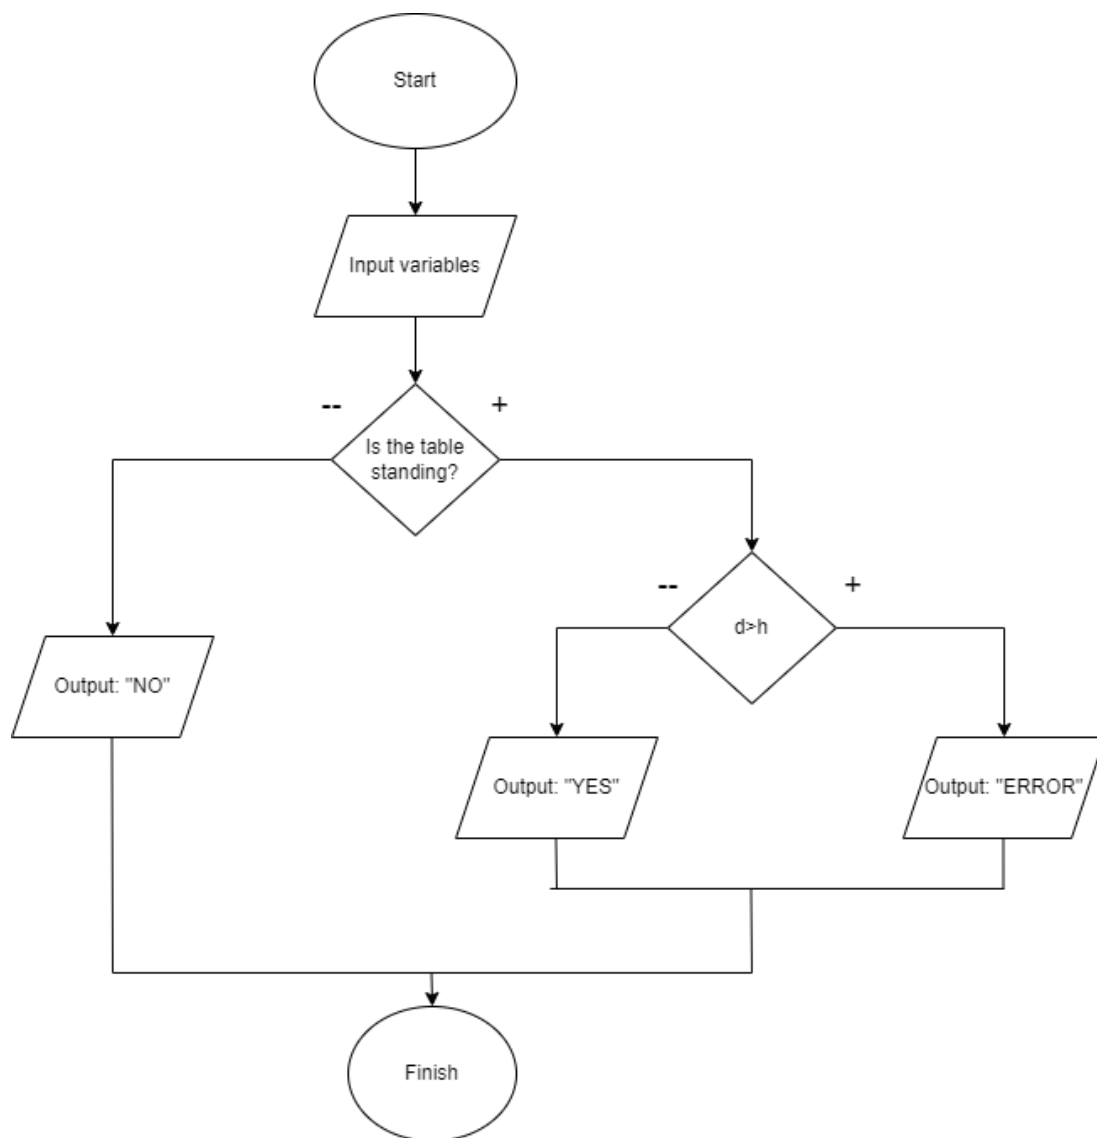 Start
Input variables
--
+
Is the table
standing?
--
+
d>h
Output: "NO"
Output: "YES"
Output: "ERROR"
Finish